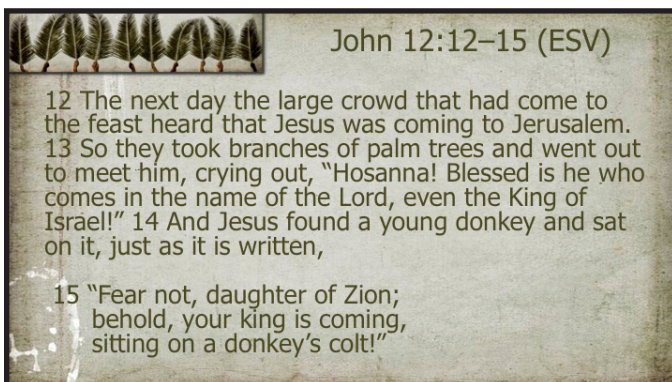 John 12:12–15 (ESV)
12 The next day the large crowd that had come to
the feast heard that Jesus was coming to Jerusalem.
13 So they took branches of palm trees and went out
to meet him, crying out, “Hosanna! Blessed is he who
comes in the name of the Lord, even the King of
Israel!” 14 And Jesus found a young donkey and sat
on it, just as it is written,
15 “Fear not, daughter of Zion;
behold, your king is coming,
sitting on a donkey’s colt!”